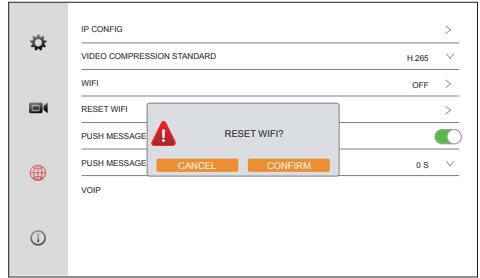 IP CONFIG
VIDEO COMPRESSION STANDARD H.265
WIFI OFF
RESET WIFI
PUSH MESSAGE
RESET WIFI?
PUSH MESSAGE 0 S
CANCEL CONFIRM
VOIP